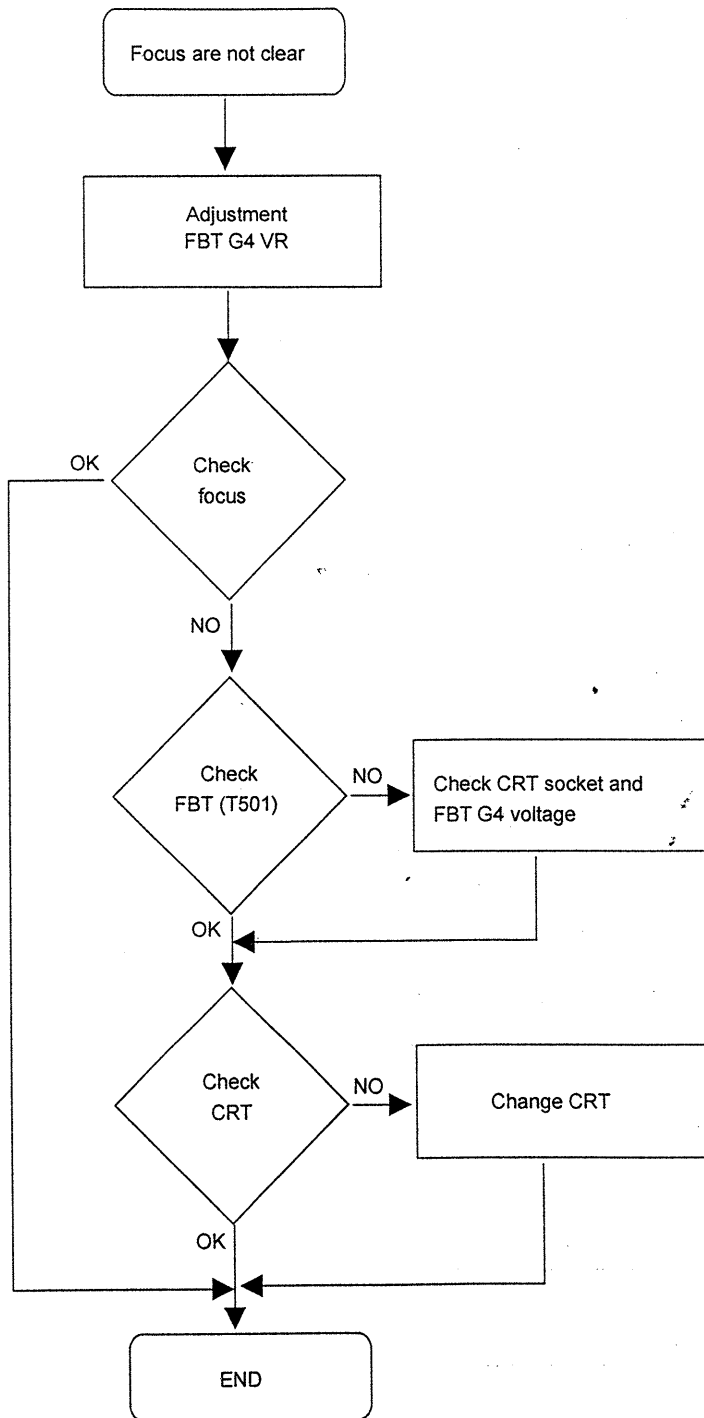 Focus are not clear
Adjustment
FBT G4 VR
OK
Check
focus
NO
Check
FBT (T501)
NO
Check CRT socket and
FBT G4 voltage
OK
Check
CRT
NO
Change CRT
OK
END